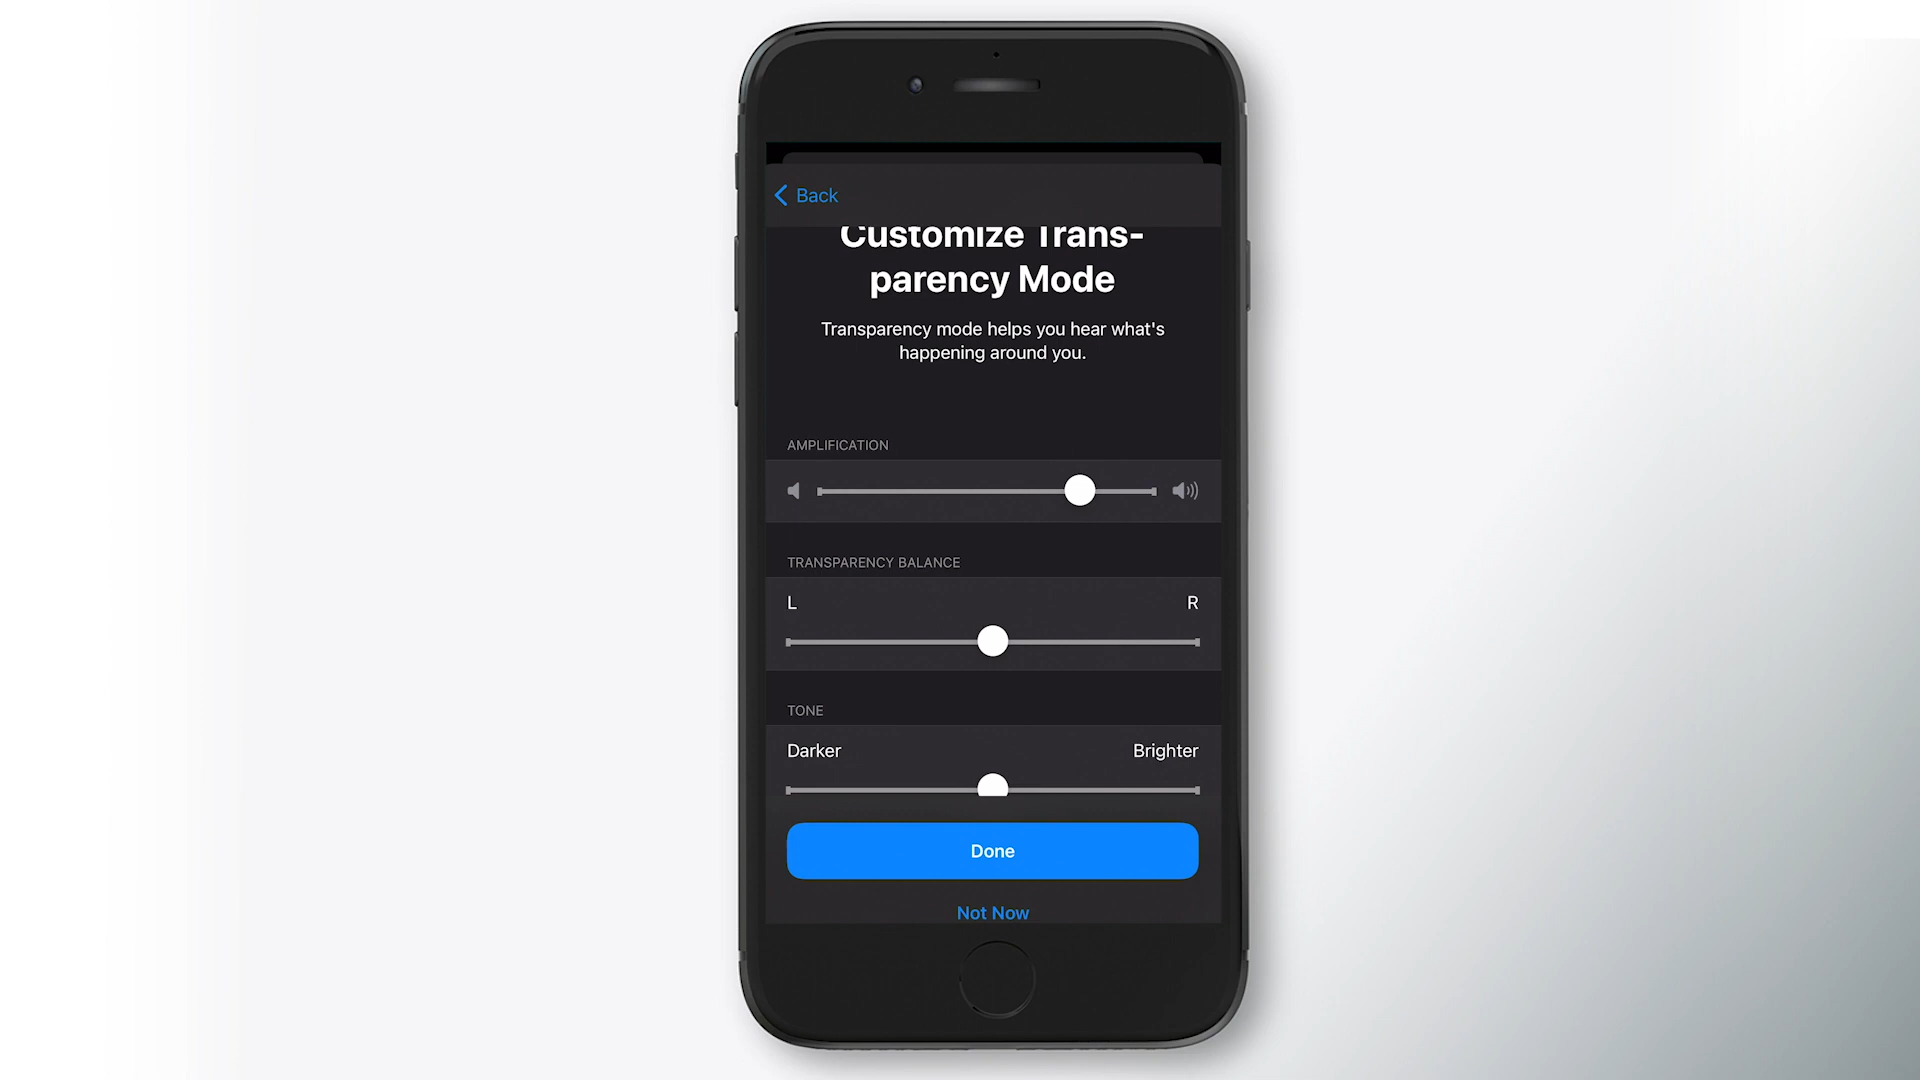 Back
Customize Trans-
parency Mode
Transparency mode helps you hear what's
happening around you.
AMPLIFICATION
TRANSPARENCY BALANCE
L R
TONE
Darker Brighter
Done
Not Now